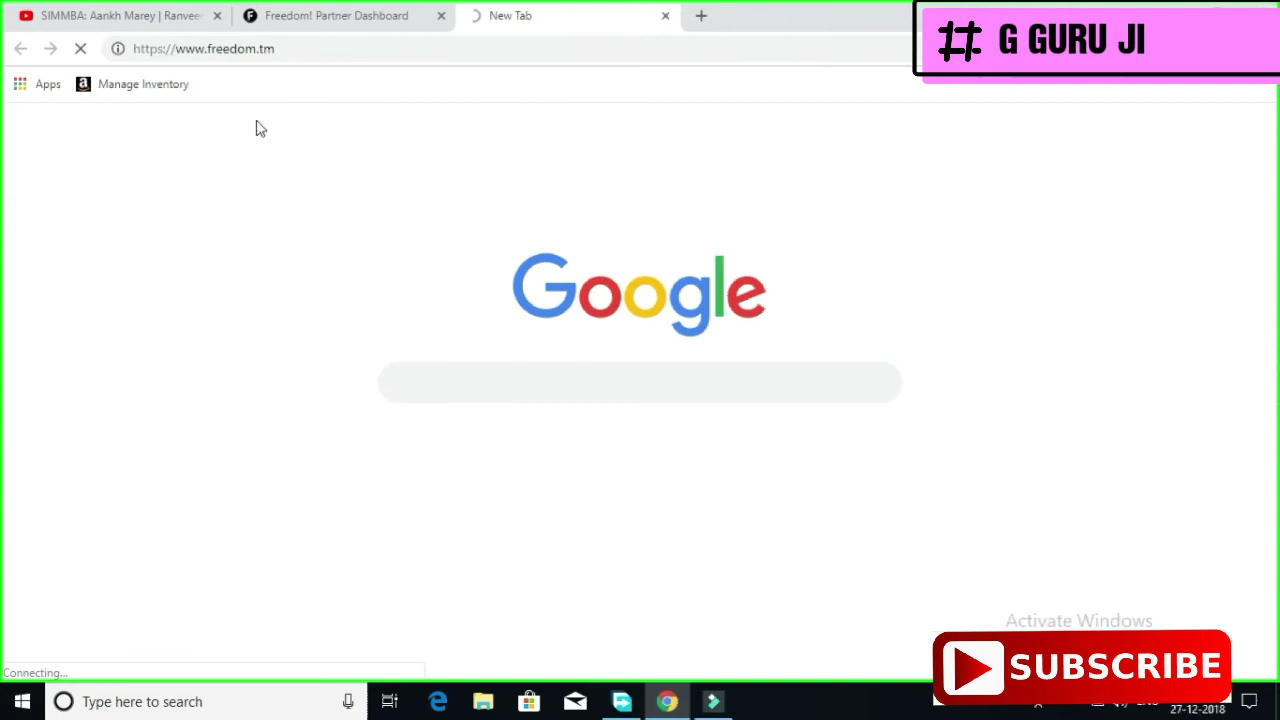 SIMMBA: Aankh Marey | Ranvee
Freedom! Partner Dashboard
New Tab
# G GURU JI
https://www.freedom.tm
Apps
a
Manage Inventory
Google
Activate Windows
SUBSCRIBE
Connecting...
Type here to search
27-12-2018